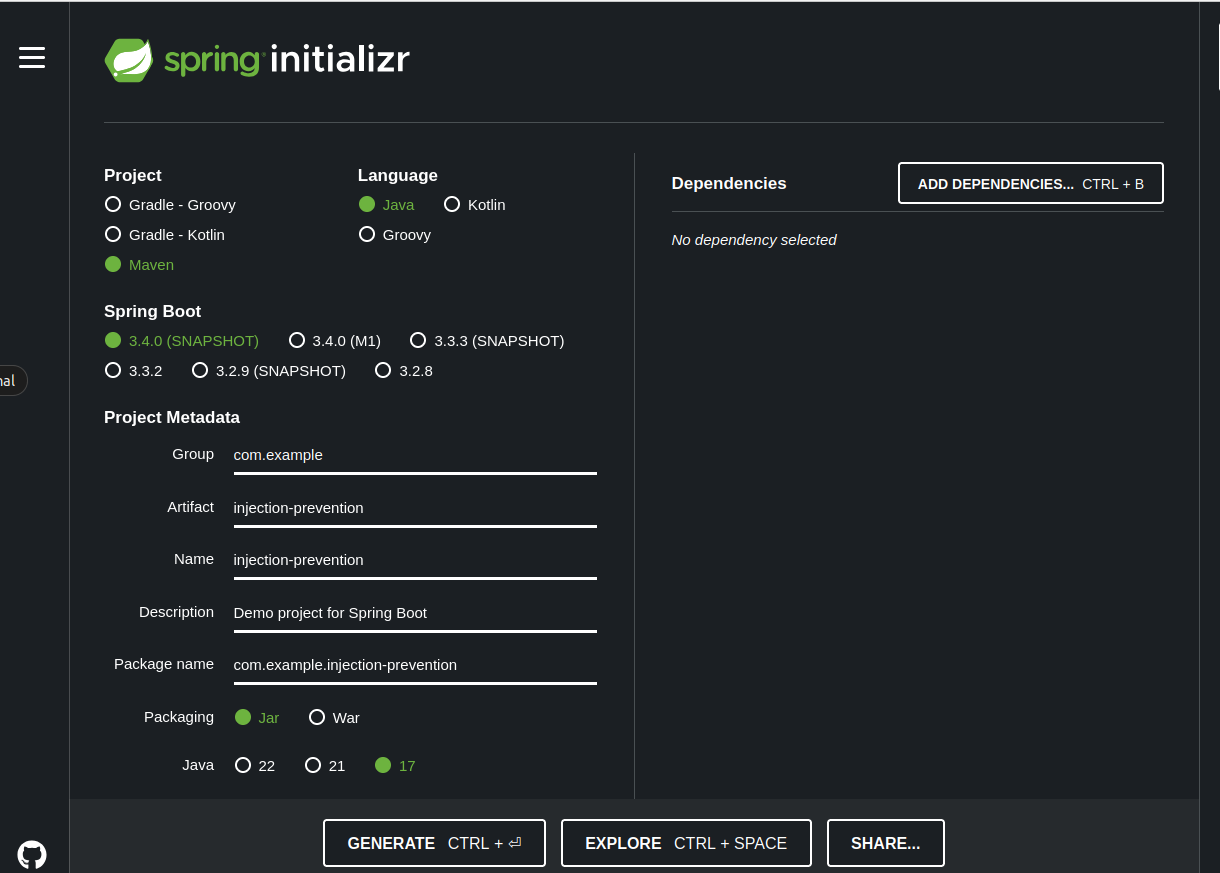 spring initializr
Project
Gradle - Groovy
Gradle - Kotlin
Maven
Language
Java Kotlin
Groovy
Spring Boot
3.4.0 (SNAPSHOT) 3.4.0 (M1) 3.3.3 (SNAPSHOT)
3.3.2 3.2.9 (SNAPSHOT) 3.2.8
Project Metadata
Group com.example
Artifact injection-prevention
Name injection-prevention
Description Demo project for Spring Boot
Package name com.example.injection-prevention
Packaging Jar War
Java 22 21 17
Dependencies ADD DEPENDENCIES... CTRL + B
No dependency selected
GENERATE CTRL + ⏎ EXPLORE CTRL + SPACE SHARE...